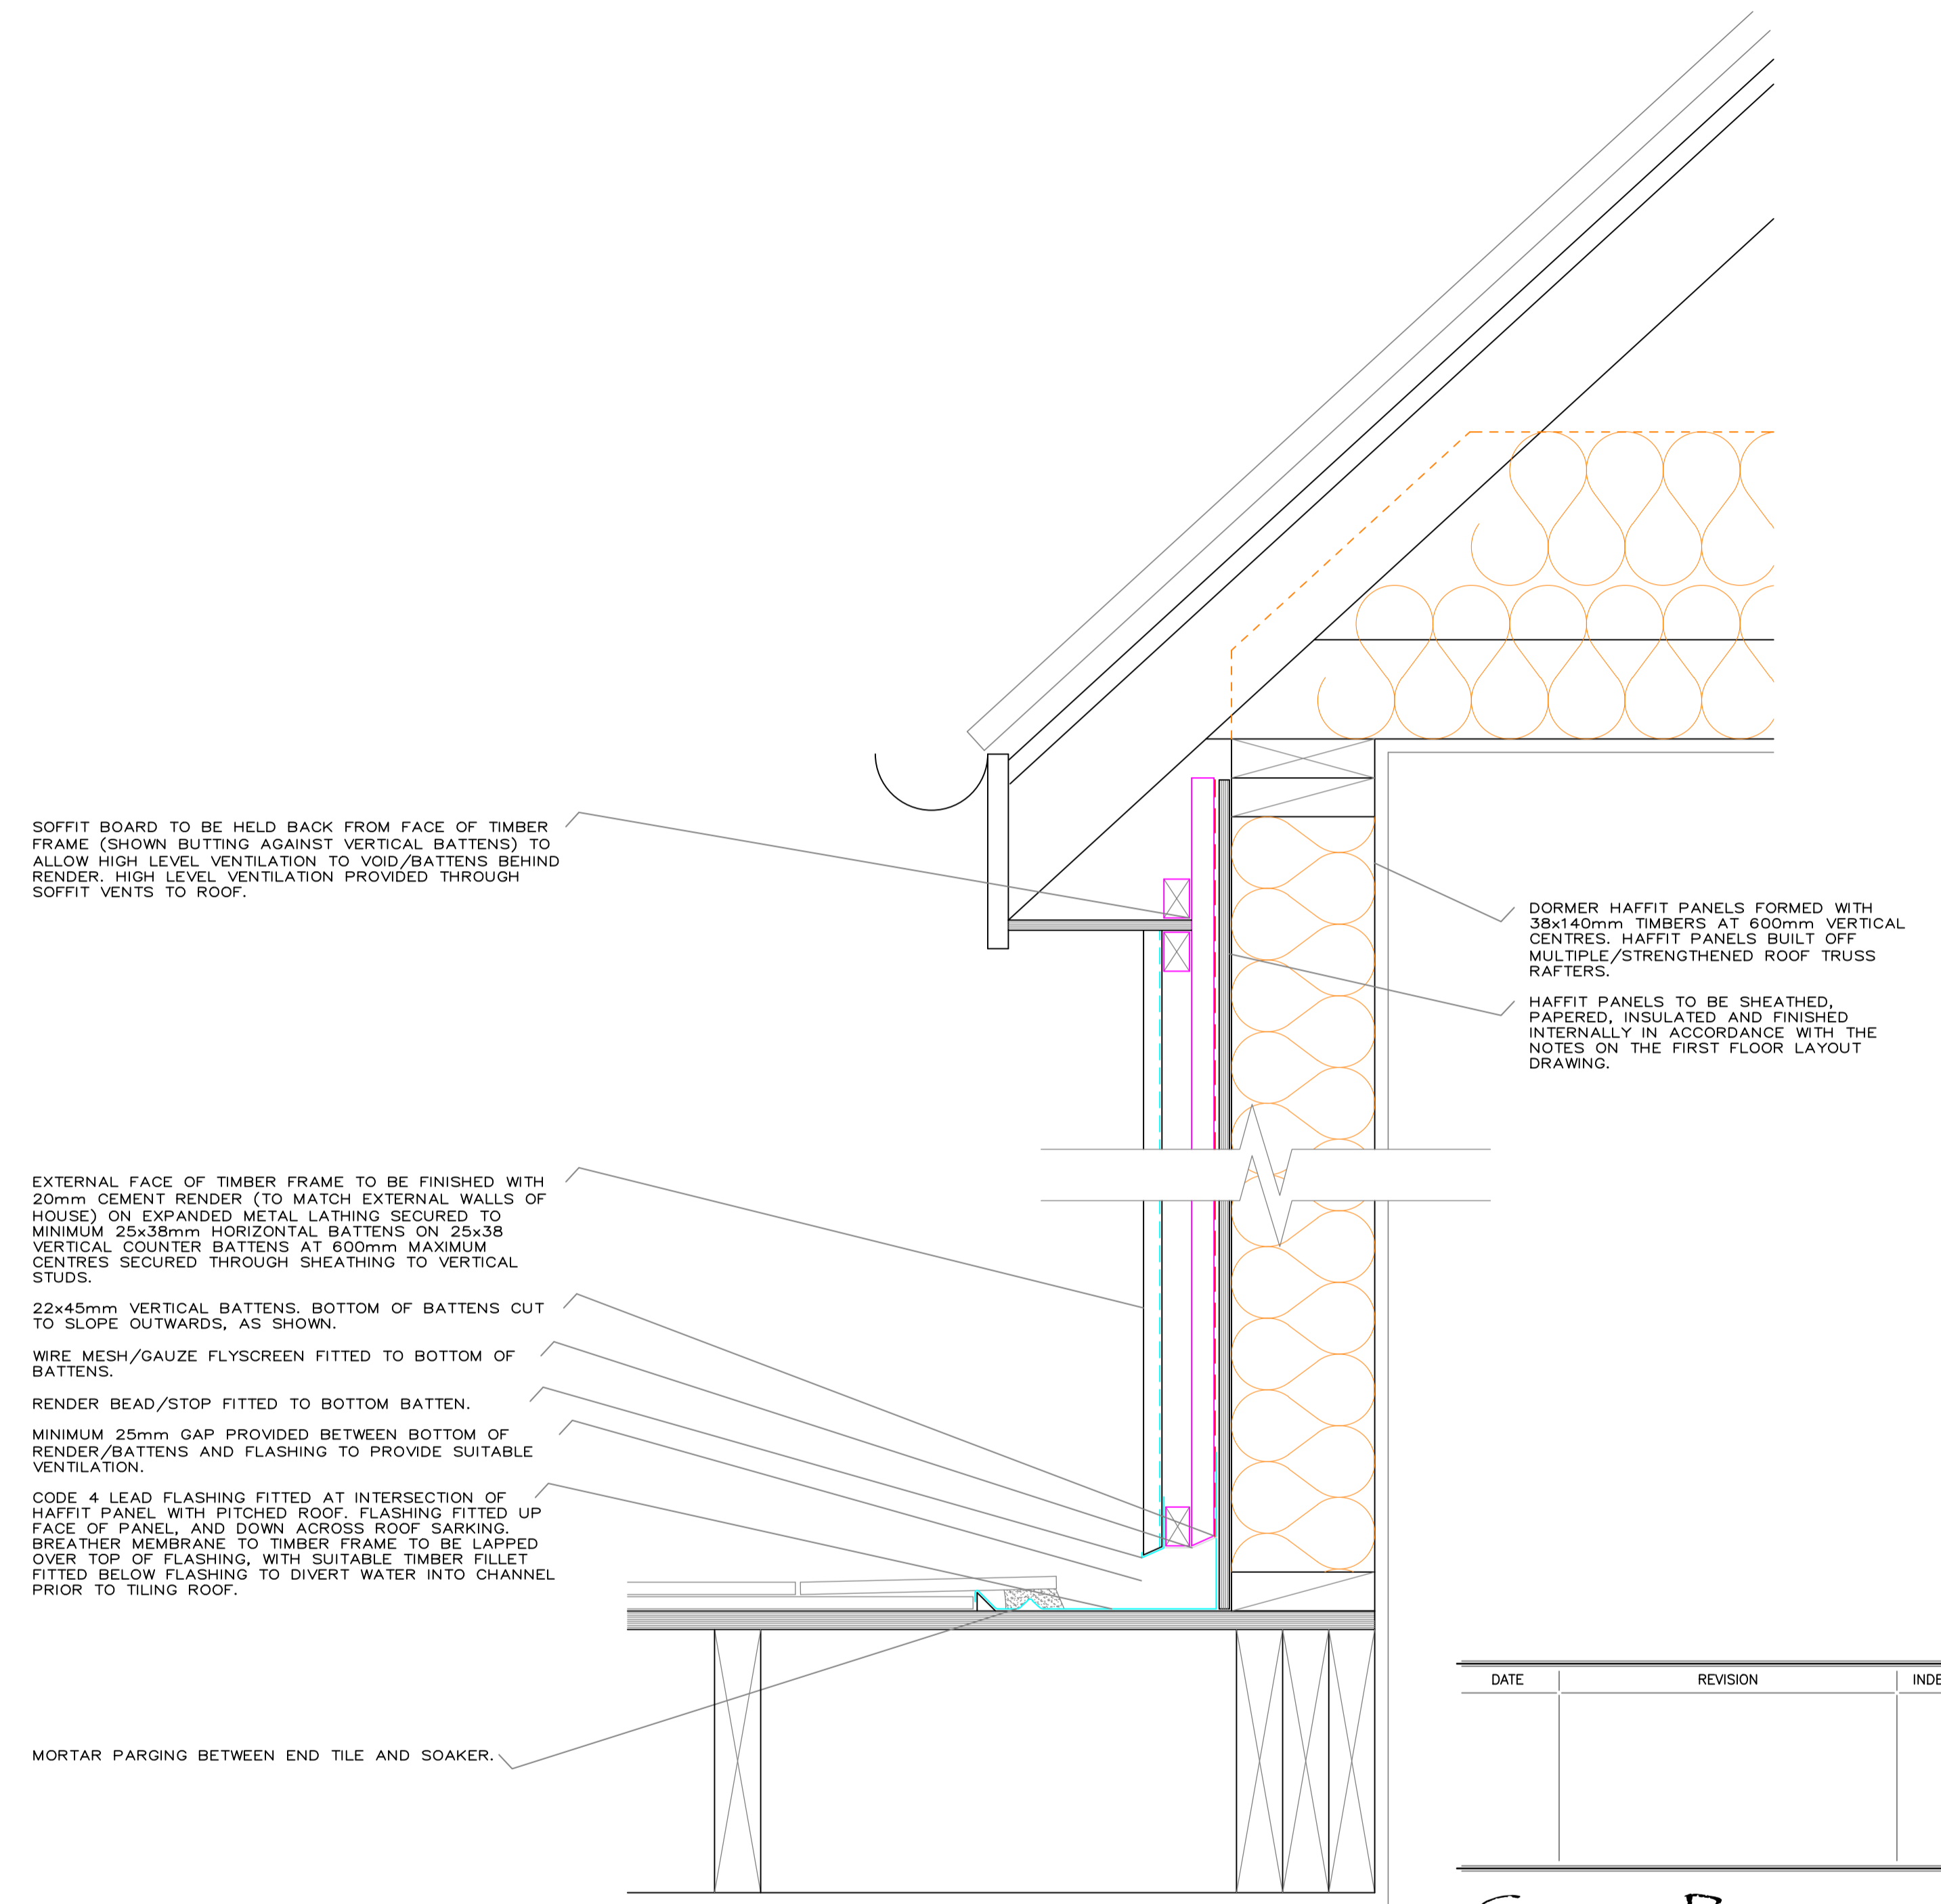 SOFFIT BOARD TO BE HELD BACK FROM FACE OF TIMBER
FRAME (SHOWN BUTTING AGAINST VERTICAL BATTENS) TO
ALLOW HIGH LEVEL VENTILATION TO VOID/BATTENS BEHIND
RENDER. HIGH LEVEL VENTILATION PROVIDED THROUGH
SOFFIT VENTS TO ROOF.
DORMER HAFFIT PANELS FORMED WITH
38x140mm TIMBERS AT 600mm VERTICAL
CENTRES. HAFFIT PANELS BUILT OFF
MULTIPLE/STRENGTHENED ROOF TRUSS
RAFTERS.
HAFFIT PANELS TO BE SHEATHED,
PAPERED, INSULATED AND FINISHED
INTERNALLY IN ACCORDANCE WITH THE
NOTES ON THE FIRST FLOOR LAYOUT
DRAWING.
EXTERNAL FACE OF TIMBER FRAME TO BE FINISHED WITH
20mm CEMENT RENDER (TO MATCH EXTERNAL WALLS OF
HOUSE) ON EXPANDED METAL LATHING SECURED TO
MINIMUM 25x38mm HORIZONTAL BATTENS ON 25x38
VERTICAL COUNTER BATTENS AT 600mm MAXIMUM
CENTRES SECURED THROUGH SHEATHING TO VERTICAL
STUDS.
22x45mm VERTICAL BATTENS. BOTTOM OF BATTENS CUT
TO SLOPE OUTWARDS, AS SHOWN.
WIRE MESH/GAUZE FLYSCREEN FITTED TO BOTTOM OF
BATTENS.
RENDER BEAD/STOP FITTED TO BOTTOM BATTEN.
MINIMUM 25mm GAP PROVIDED BETWEEN BOTTOM OF
RENDER/BATTENS AND FLASHING TO PROVIDE SUITABLE
VENTILATION.
CODE 4 LEAD FLASHING FITTED AT INTERSECTION OF
HAFFIT PANEL WITH PITCHED ROOF. FLASHING FITTED UP
FACE OF PANEL, AND DOWN ACROSS ROOF SARKING.
BREATHER MEMBRANE TO TIMBER FRAME TO BE LAPPED
OVER TOP OF FLASHING, WITH SUITABLE TIMBER FILLET
FITTED BELOW FLASHING TO DIVERT WATER INTO CHANNEL
PRIOR TO TILING ROOF.
MORTAR PARGING BETWEEN END TILE AND SOAKER.
DATE REVISION INDE